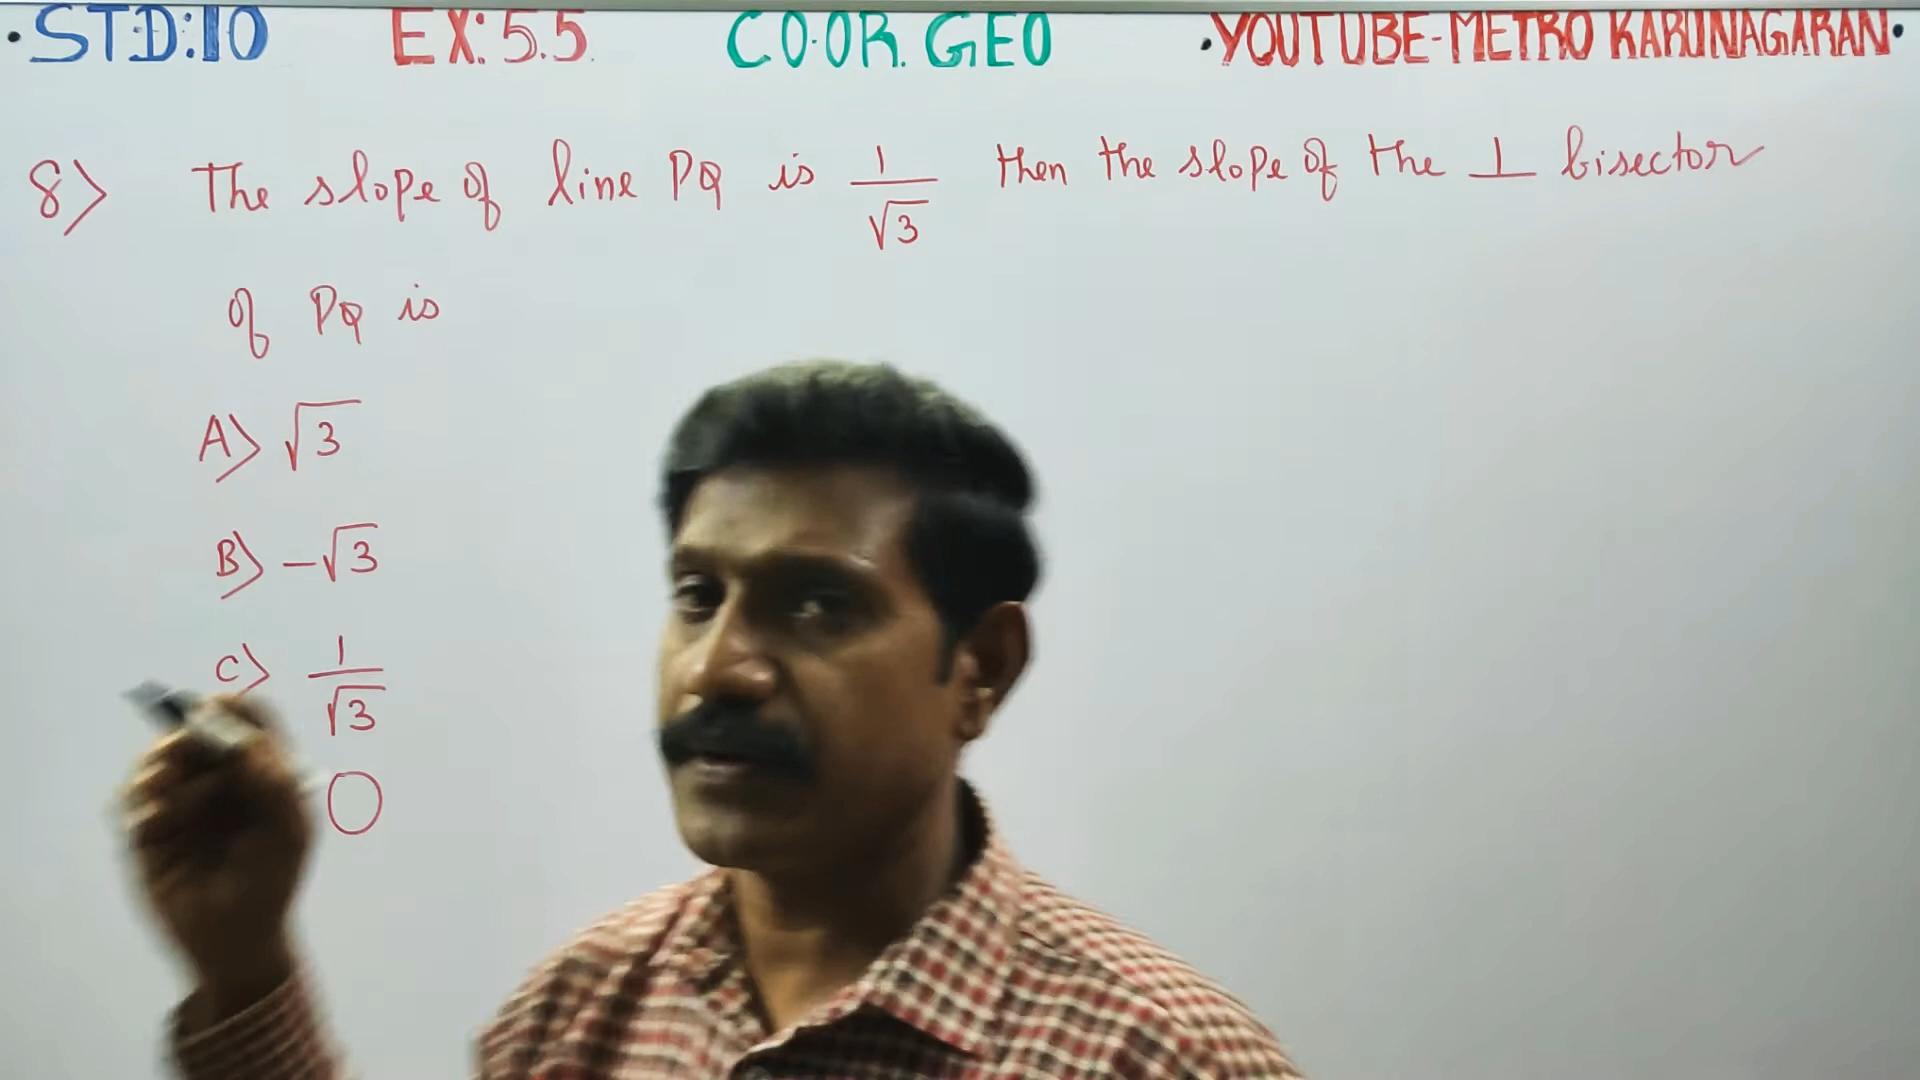 ·STD:10 EX:5.5 CO.OR. GEO ·YOUTUBE-METRO KARUNAGARAN·
8) The slope of line PQ is 1/√3 then the slope of the ⊥ bisector
of PQ is
A) √3
B) -√3
C) 1/√3
0